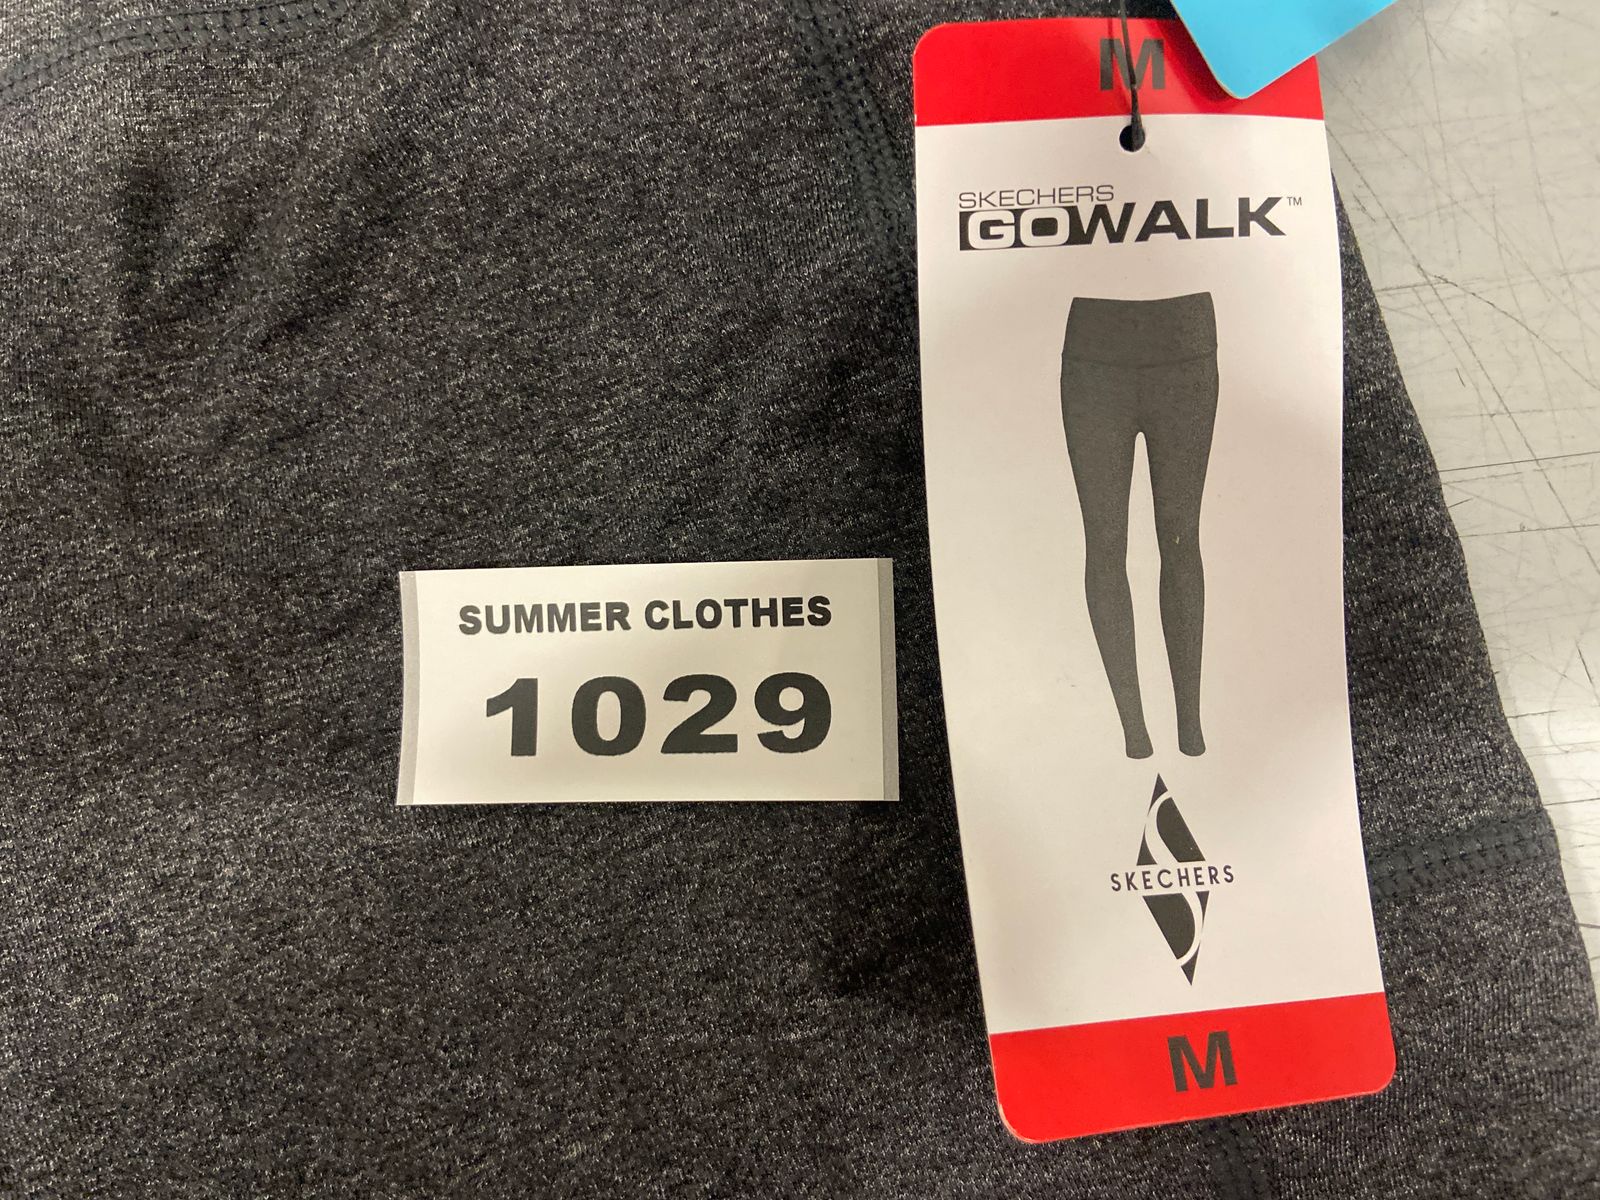 M
SKECHERS
GOWALK™
SKECHERS
M
SUMMER CLOTHES
1029